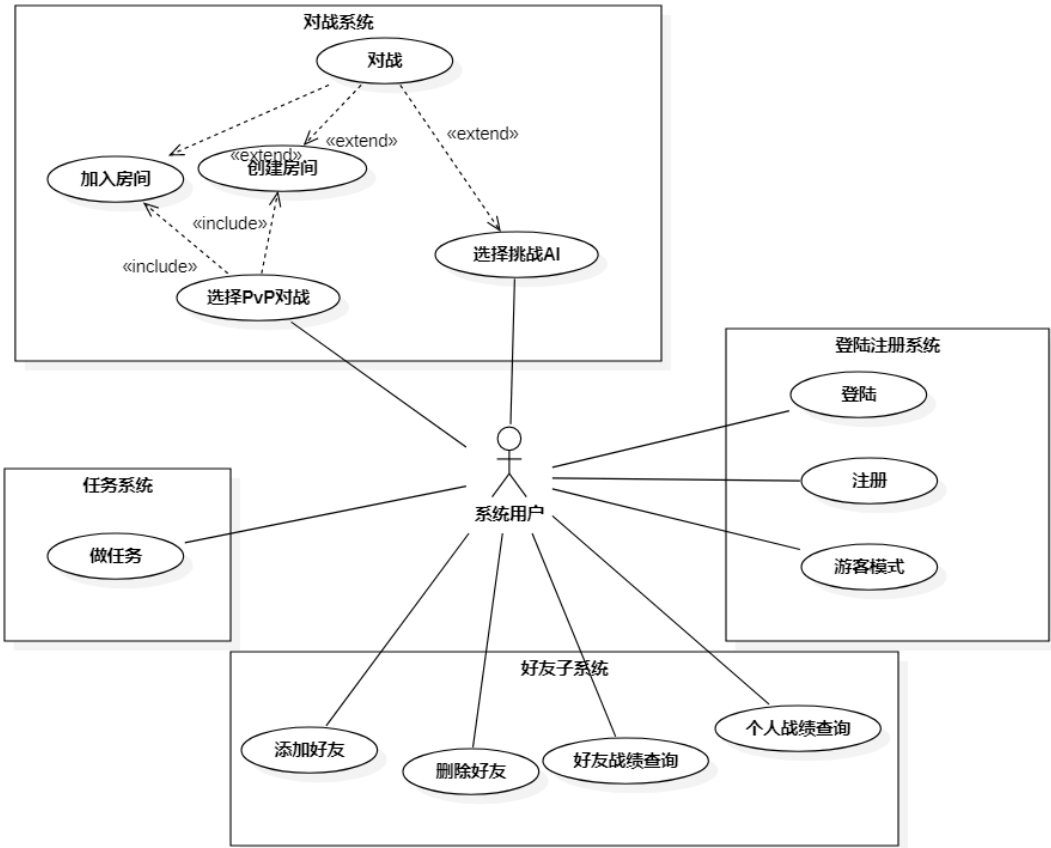 对战系统
对战
«extend»
«extend»
«extend»
加入房间
创建房间
«include»
«include»
选择挑战AI
选择PvP对战
登陆注册系统
登陆
注册
游客模式
系统用户
任务系统
做任务
好友子系统
添加好友
删除好友
好友战绩查询
个人战绩查询